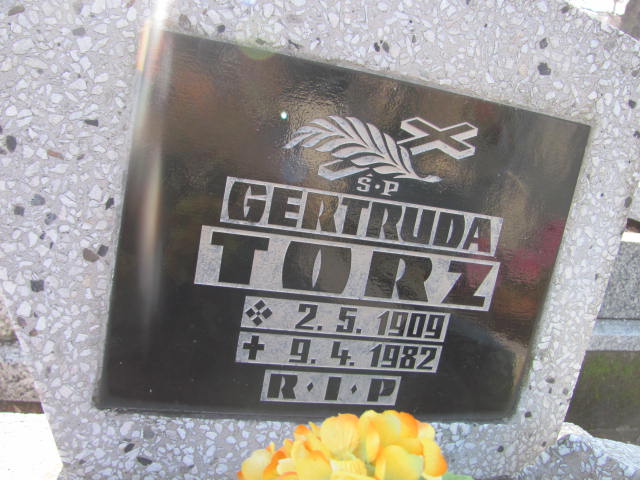 Ś.P
GERTRUDA
TORZ
❖ 2.5.1909
✝ 9.4.1982
R.I.P